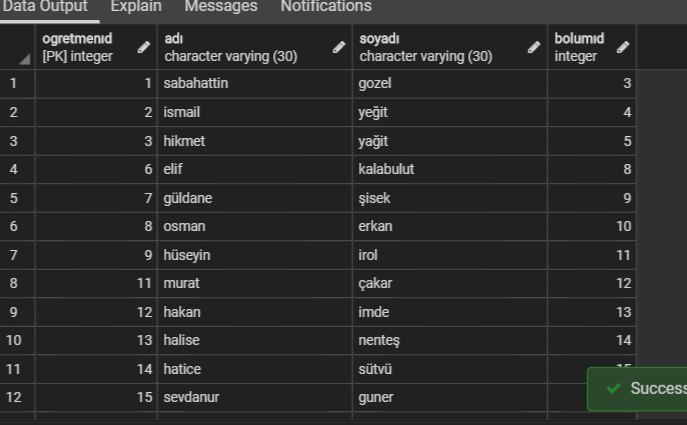 Data Output Explain Messages Notifications
ogretmenıd adı soyadı bolumıd
[PK] integer character varying (30) character varying (30) integer
1 1 sabahattin gozel 3
2 2 ismail yeğit 4
3 3 hikmet yağit 5
4 6 elif kalabulut 8
5 7 güldane şisek 9
6 8 osman erkan 10
7 9 hüseyin irol 11
8 11 murat çakar 12
9 12 hakan imde 13
10 13 halise nenteş 14
11 14 hatice sütvü
12 15 sevdanur guner
Success